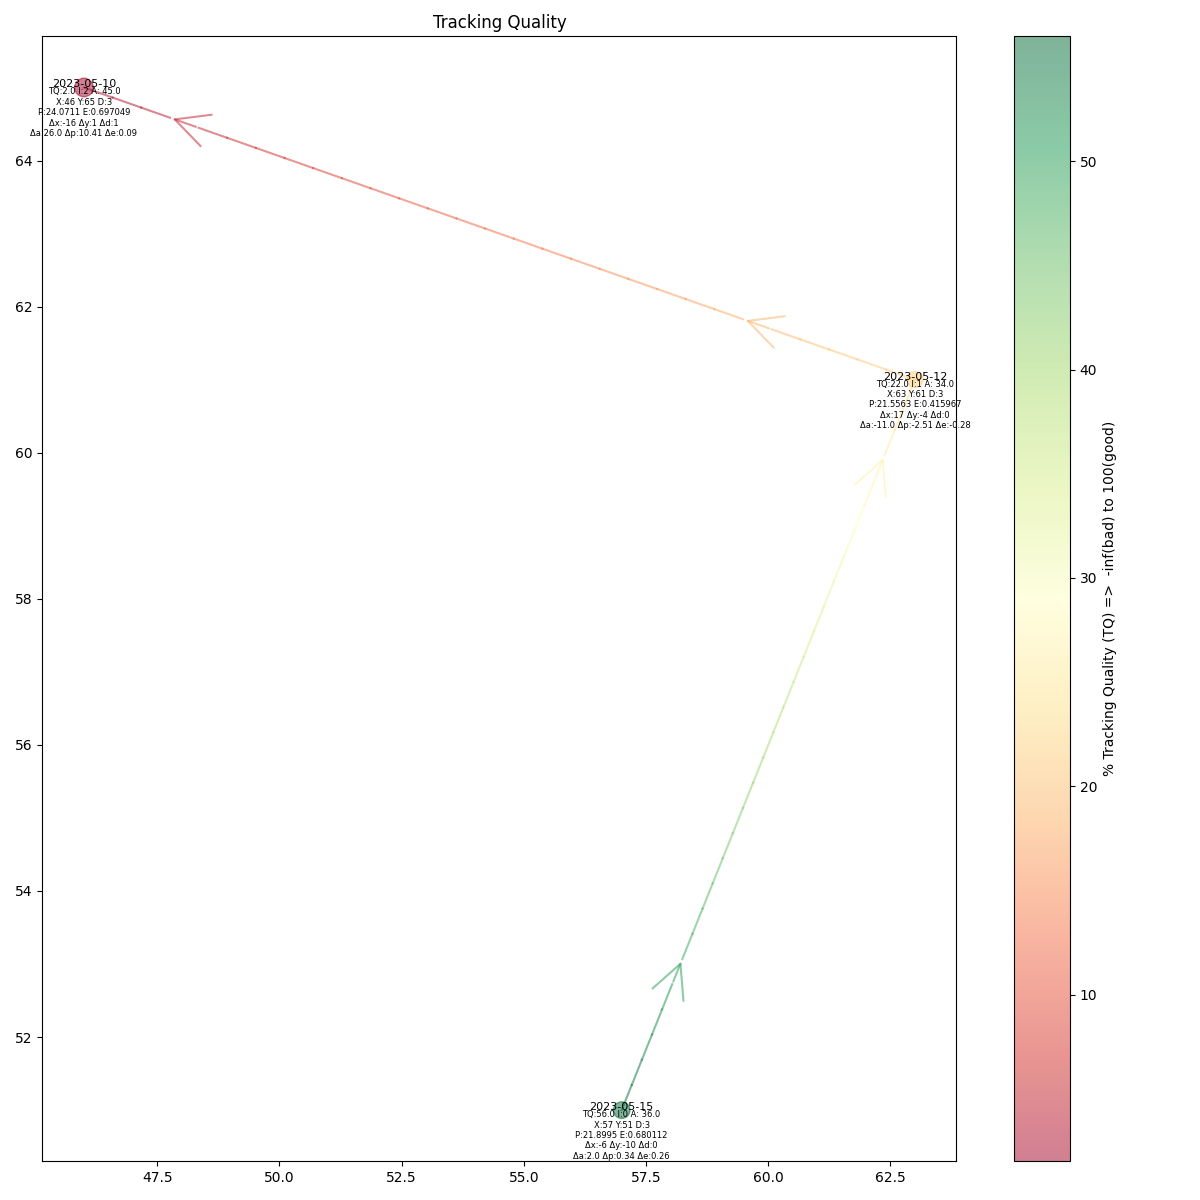 Tracking Quality
2023-05-10
TQ:2.0 I:2 A: 45.0
X:46 Y:65 D:3
P:24.0711 E:0.697049
Δx:-16 Δy:1 Δd:1
Δa:26.0 Δp:10.41 Δe:0.09
2023-05-12
TQ:22.0 I:1 A: 34.0
X:63 Y:61 D:3
P:21.5563 E:0.415967
Δx:17 Δy:-4 Δd:0
Δa:-11.0 Δp:-2.51 Δe:-0.28
2023-05-15
TQ:56.0 I:0 A: 36.0
X:57 Y:51 D:3
P:21.8995 E:0.680112
Δx:-6 Δy:-10 Δd:0
Δa:2.0 Δp:0.34 Δe:0.26
64
62
60
58
56
54
52
47.5 50.0 52.5 55.0 57.5 60.0 62.5
50
40
30
20
10
% Tracking Quality (TQ) => -inf(bad) to 100(good)